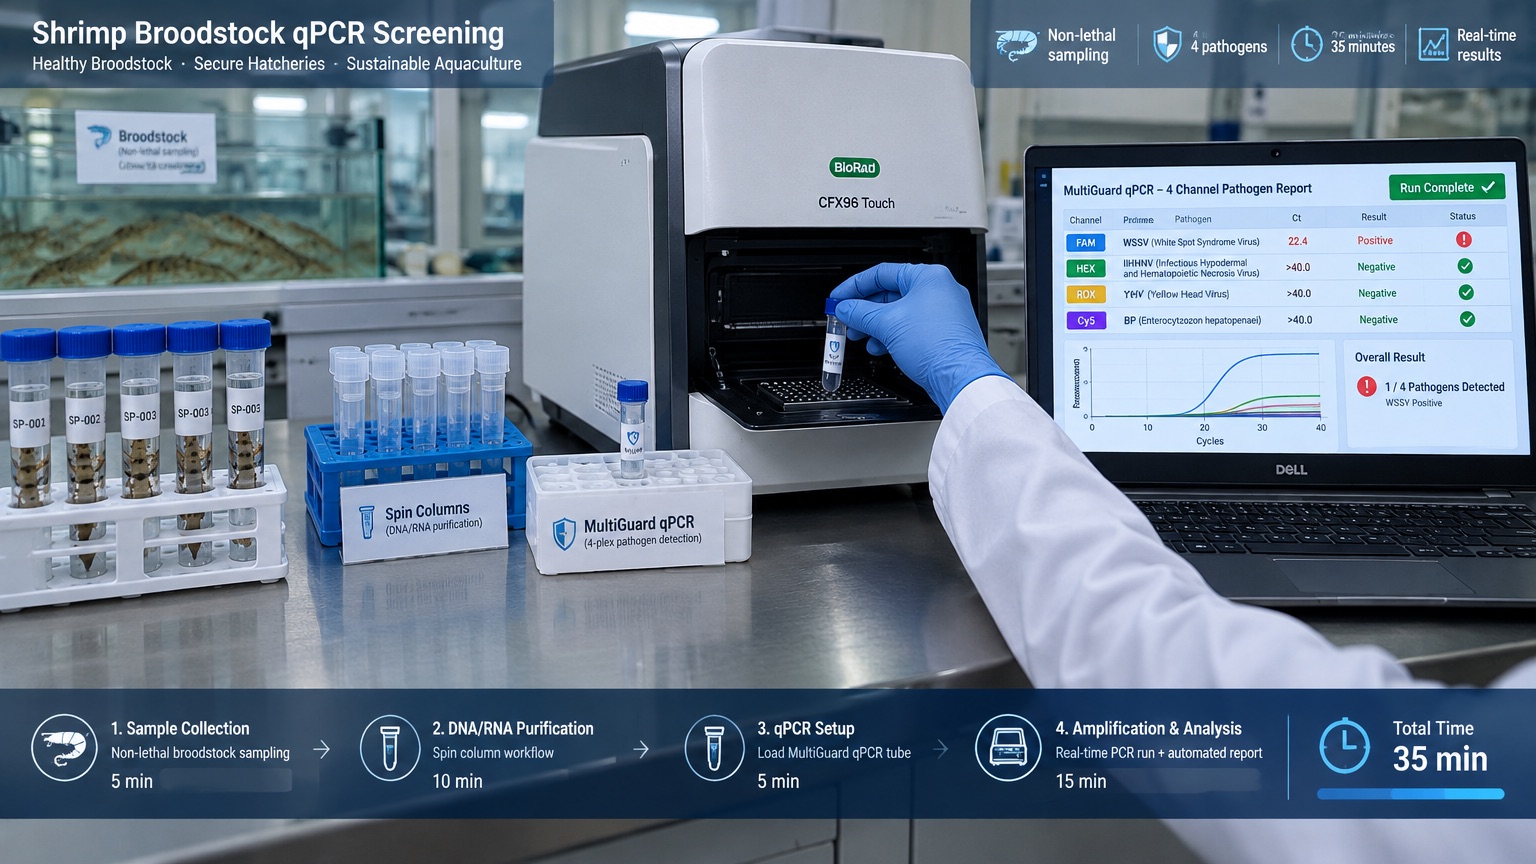 Shrimp Broodstock qPCR Screening
Healthy Broodstock · Secure Hatcheries · Sustainable Aquaculture
Non-lethal
sampling
4 pathogens
35 minutes
Real-time
results
Broodstock
(Non-lethal sampling)
BioRad
CFX96 Touch
MultiGuard qPCR – 4 Channel Pathogen Report
Run Complete
Channel Pathogen Ct Result Status
FAM WSSV (White Spot Syndrome Virus) 22.4 Positive
HEX IHHNV (Infectious Hypodermal
and Hematopoietic Necrosis Virus) >40.0 Negative
ROX (Yellow Head Virus) >40.0 Negative
Cy5 BP (Enterocytzozon hepatopenaei) >40.0 Negative
0
0 10 20 30 40
Cycles
Overall Result
1 / 4 Pathogens Detected
WSSV Positive
DELL
SP-001
SP-002
SP-003
SP-003
SP-003
Spin Columns
(DNA/RNA purification)
MultiGuard qPCR
(4-plex pathogen detection)
1. Sample Collection
Non-lethal broodstock sampling
5 min
2. DNA/RNA Purification
Spin column workflow
10 min
3. qPCR Setup
Load MultiGuard qPCR tube
5 min
4. Amplification & Analysis
Real-time PCR run + automated report
15 min
Total Time
35 min